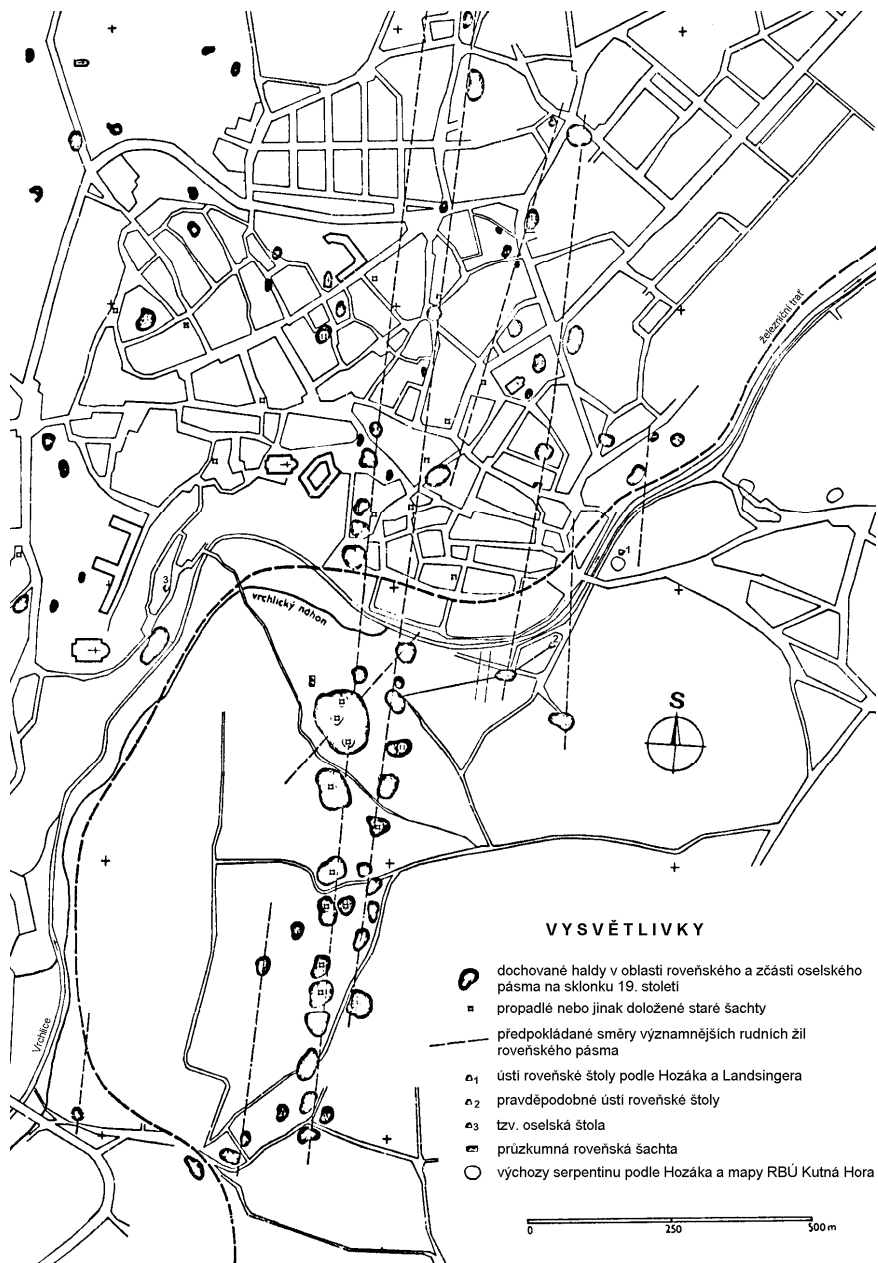 železniční trať
3
1
vrchlický náhon
2
S
Vrchlice
VYSVĚTLIVKY
dochované haldy v oblasti roveňského a zčásti oselského
pásma na sklonku 19. století
propadlé nebo jinak doložené staré šachty
předpokládané směry významnějších rudních žil
roveňského pásma
1 ústí roveňské štoly podle Hozáka a Landsingera
2 pravděpodobné ústí roveňské štoly
3 tzv. oselská štola
průzkumná roveňská šachta
výchozy serpentinu podle Hozáka a mapy RBÚ Kutná Hora
0 250 500 m